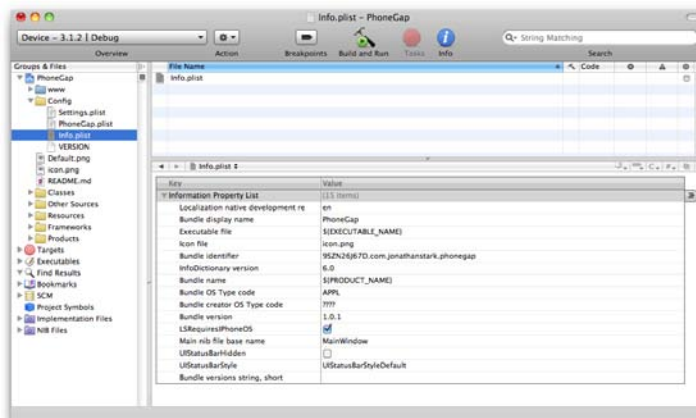 Info.plist – PhoneGap
Device - 3.1.2 | Debug
String Matching
Overview Action Breakpoints Build and Run Tasks Info Search
Groups & Files
PhoneGap
www
Config
Settings.plist
PhoneGap.plist
Info.plist
VERSION
Default.png
icon.png
README.md
Classes
Other Sources
Resources
Frameworks
Products
Targets
Executables
Find Results
Bookmarks
SCM
Project Symbols
Implementation Files
NIB Files
File Name Code
Info.plist
Info.plist
Key Value
Information Property List (15 items)
Localization native development re en
Bundle display name PhoneGap
Executable file ${EXECUTABLE_NAME}
Icon file icon.png
Bundle identifier 9SZN26J67D.com.jonathanstark.phonegap
InfoDictionary version 6.0
Bundle name ${PRODUCT_NAME}
Bundle OS Type code APPL
Bundle creator OS Type code ????
Bundle version 1.0.1
LSRequiresIPhoneOS
Main nib file base name MainWindow
UIStatusBarHidden
UIStatusBarStyle UIStatusBarStyleDefault
Bundle versions string, short